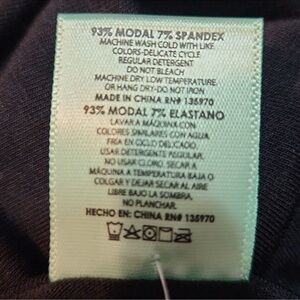 93% MODAL 7% SPANDEX
MACHINE WASH COLD WITH LIKE
COLORS-DELICATE CYCLE
REGULAR DETERGENT
DO NOT BLEACH
MACHINE DRY LOW TEMPERATURE
OR HANG DRY-DO NOT IRON
MADE IN CHINA RN# 135970
93% MODAL 7% ELASTANO
LAVAR A MÁQUINA CON
COLORES SIMILARES CON AGUA
FRIA EN CICLO DELICADO.
USAR DETERGENTE REGULAR.
NO USAR CLORO. SECAR A
MÁQUINA A TEMPERATURA BAJA O
COLGAR Y DEJAR SECAR AL AIRE
LIBRE BAJO LA SOMBRA.
NO PLANCHAR.
HECHO EN: CHINA RN# 135970